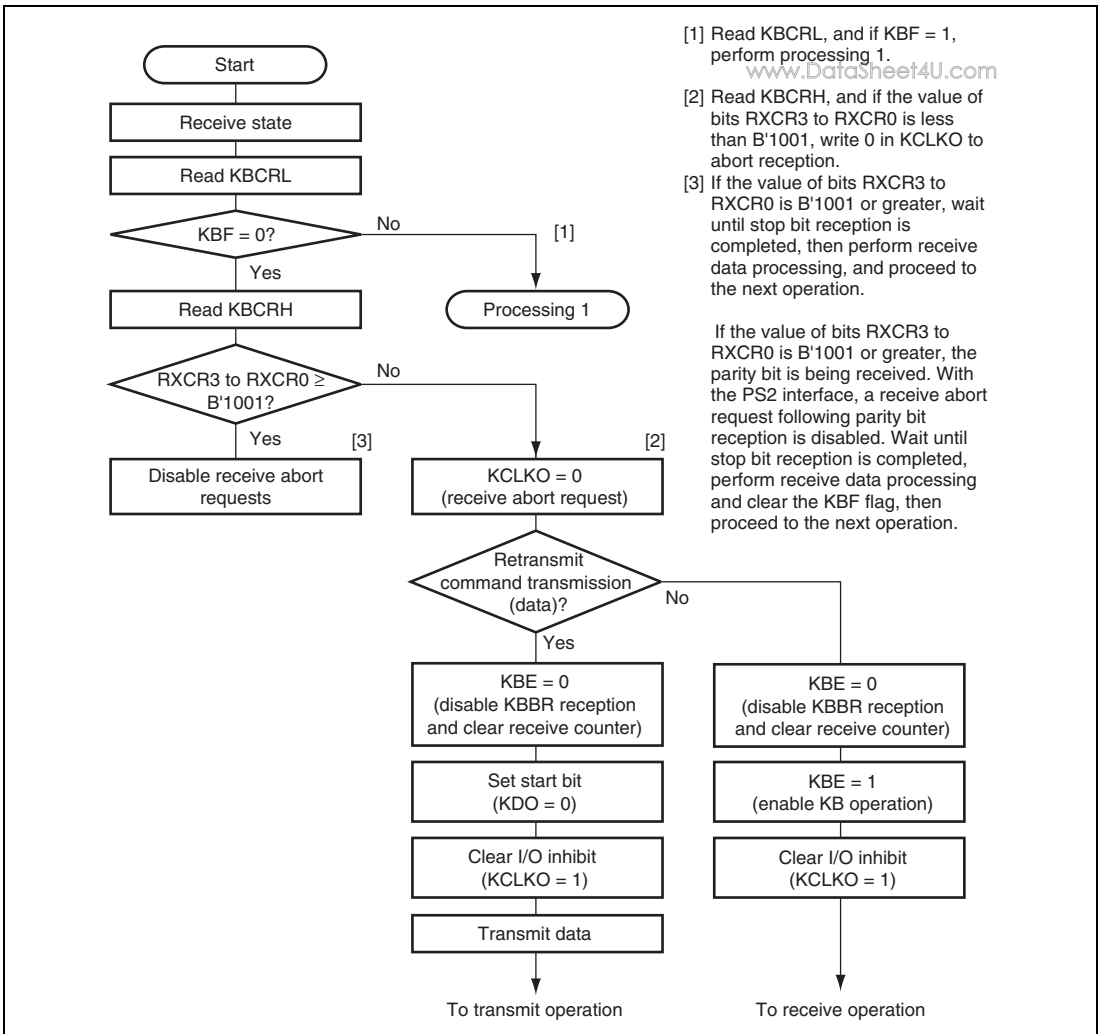 Start
Receive state
Read KBCRL
KBF = 0?
No
[1]
Yes
Processing 1
Read KBCRH
RXCR3 to RXCR0 ≥
B'1001?
No
Yes
[3]
[2]
Disable receive abort
requests
KCLKO = 0
(receive abort request)
Retransmit
command transmission
(data)?
No
Yes
KBE = 0
(disable KBBR reception
and clear receive counter)
Set start bit
(KDO = 0)
Clear I/O inhibit
(KCLKO = 1)
Transmit data
To transmit operation
KBE = 0
(disable KBBR reception
and clear receive counter)
KBE = 1
(enable KB operation)
Clear I/O inhibit
(KCLKO = 1)
To receive operation
[1] Read KBCRL, and if KBF = 1,
perform processing 1.
www.DataSheet4U.com
[2] Read KBCRH, and if the value of
bits RXCR3 to RXCR0 is less
than B'1001, write 0 in KCLKO to
abort reception.
[3] If the value of bits RXCR3 to
RXCR0 is B'1001 or greater, wait
until stop bit reception is
completed, then perform receive
data processing, and proceed to
the next operation.
If the value of bits RXCR3 to
RXCR0 is B'1001 or greater, the
parity bit is being received. With
the PS2 interface, a receive abort
request following parity bit
reception is disabled. Wait until
stop bit reception is completed,
perform receive data processing
and clear the KBF flag, then
proceed to the next operation.